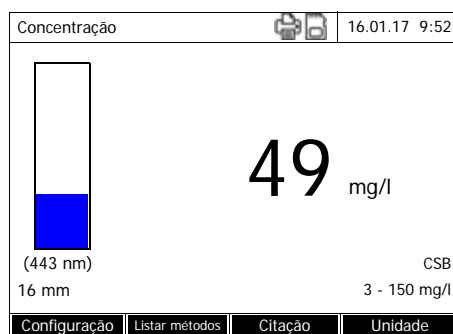 Concentração 16.01.17 9:52
49 mg/l
(443 nm) CSB
16 mm 3 - 150 mg/l
Configuração Listar métodos Citação Unidade